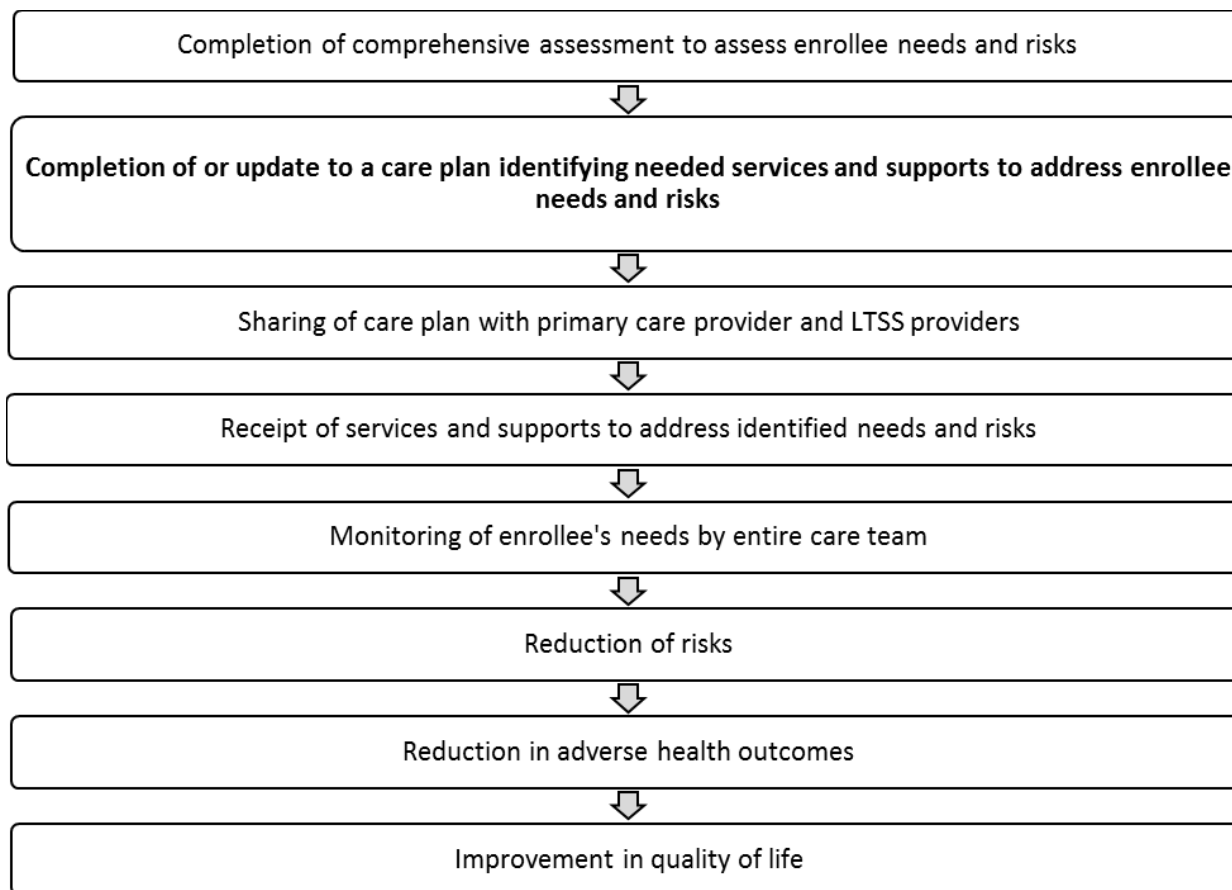 Completion of comprehensive assessment to assess enrollee needs and risks
Completion of or update to a care plan identifying needed services and supports to address enrollee
needs and risks
Sharing of care plan with primary care provider and LTSS providers
Receipt of services and supports to address identified needs and risks
Monitoring of enrollee's needs by entire care team
Reduction of risks
Reduction in adverse health outcomes
Improvement in quality of life